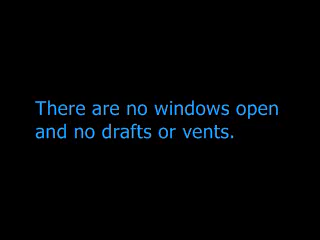 There are no windows open
and no drafts or vents.